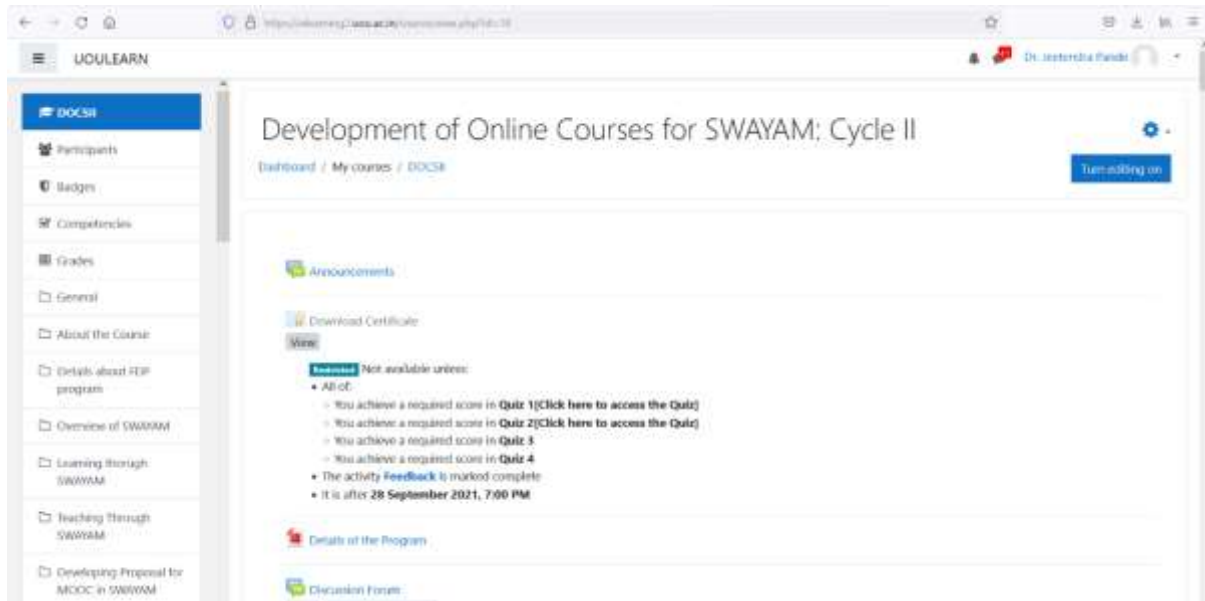 UOULEARN
Dr. Jeetendra Pande
DOCSII
Participants
Badges
Competencies
Grades
General
About the Course
Details about FDP
program
Overview of SWAYAM
Learning through
SWAYAM
Teaching Through
SWAYAM
Developing Proposal for
MOOC in SWAYAM
Development of Online Courses for SWAYAM: Cycle II
Dashboard / My courses / DOCSII
Turn editing on
Announcements
Download Certificate
View
Restricted Not available unless:
• All of:
○ You achieve a required score in Quiz 1[Click here to access the Quiz]
○ You achieve a required score in Quiz 2[Click here to access the Quiz]
○ You achieve a required score in Quiz 3
○ You achieve a required score in Quiz 4
• The activity Feedback is marked complete
• It is after 28 September 2021, 7:00 PM
Details of the Program
Discussion Forum